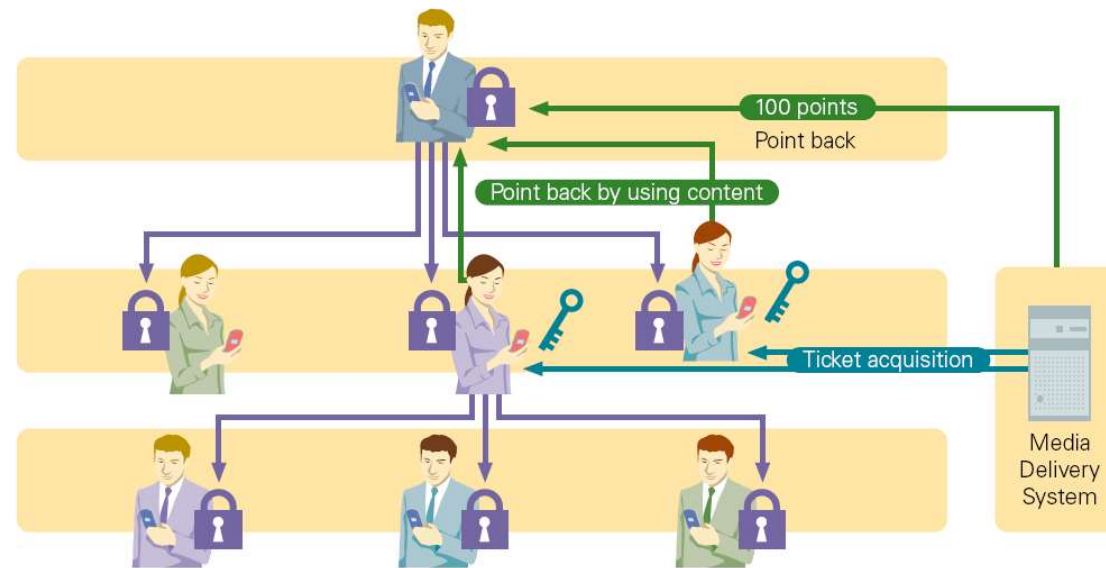 100 points
Point back
Point back by using content
Ticket acquisition
Media
Delivery
System